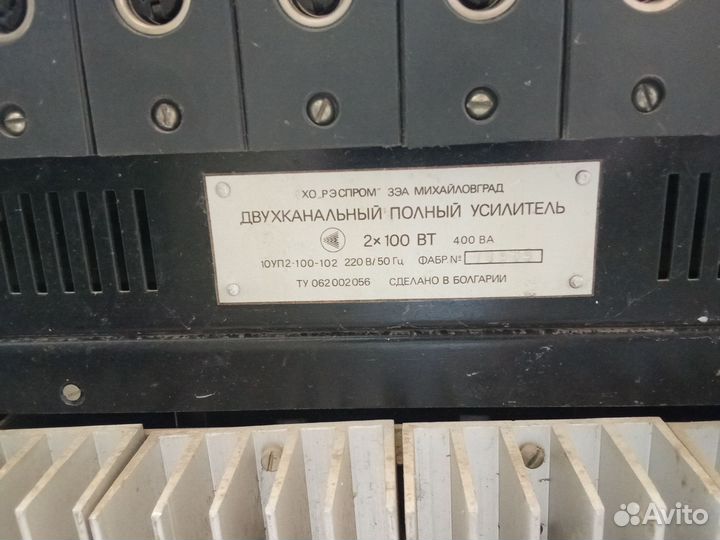 ХО „РЭСПРОМ" ЗЭА МИХАЙЛОВГРАД
ДВУХКАНАЛЬНЫЙ ПОЛНЫЙ УСИЛИТЕЛЬ
2×100 ВТ 400 ВА
10УП2-100-102 220 В/50 Гц ФАБР. №
ТУ 062002056 СДЕЛАНО В БОЛГАРИИ
Avito